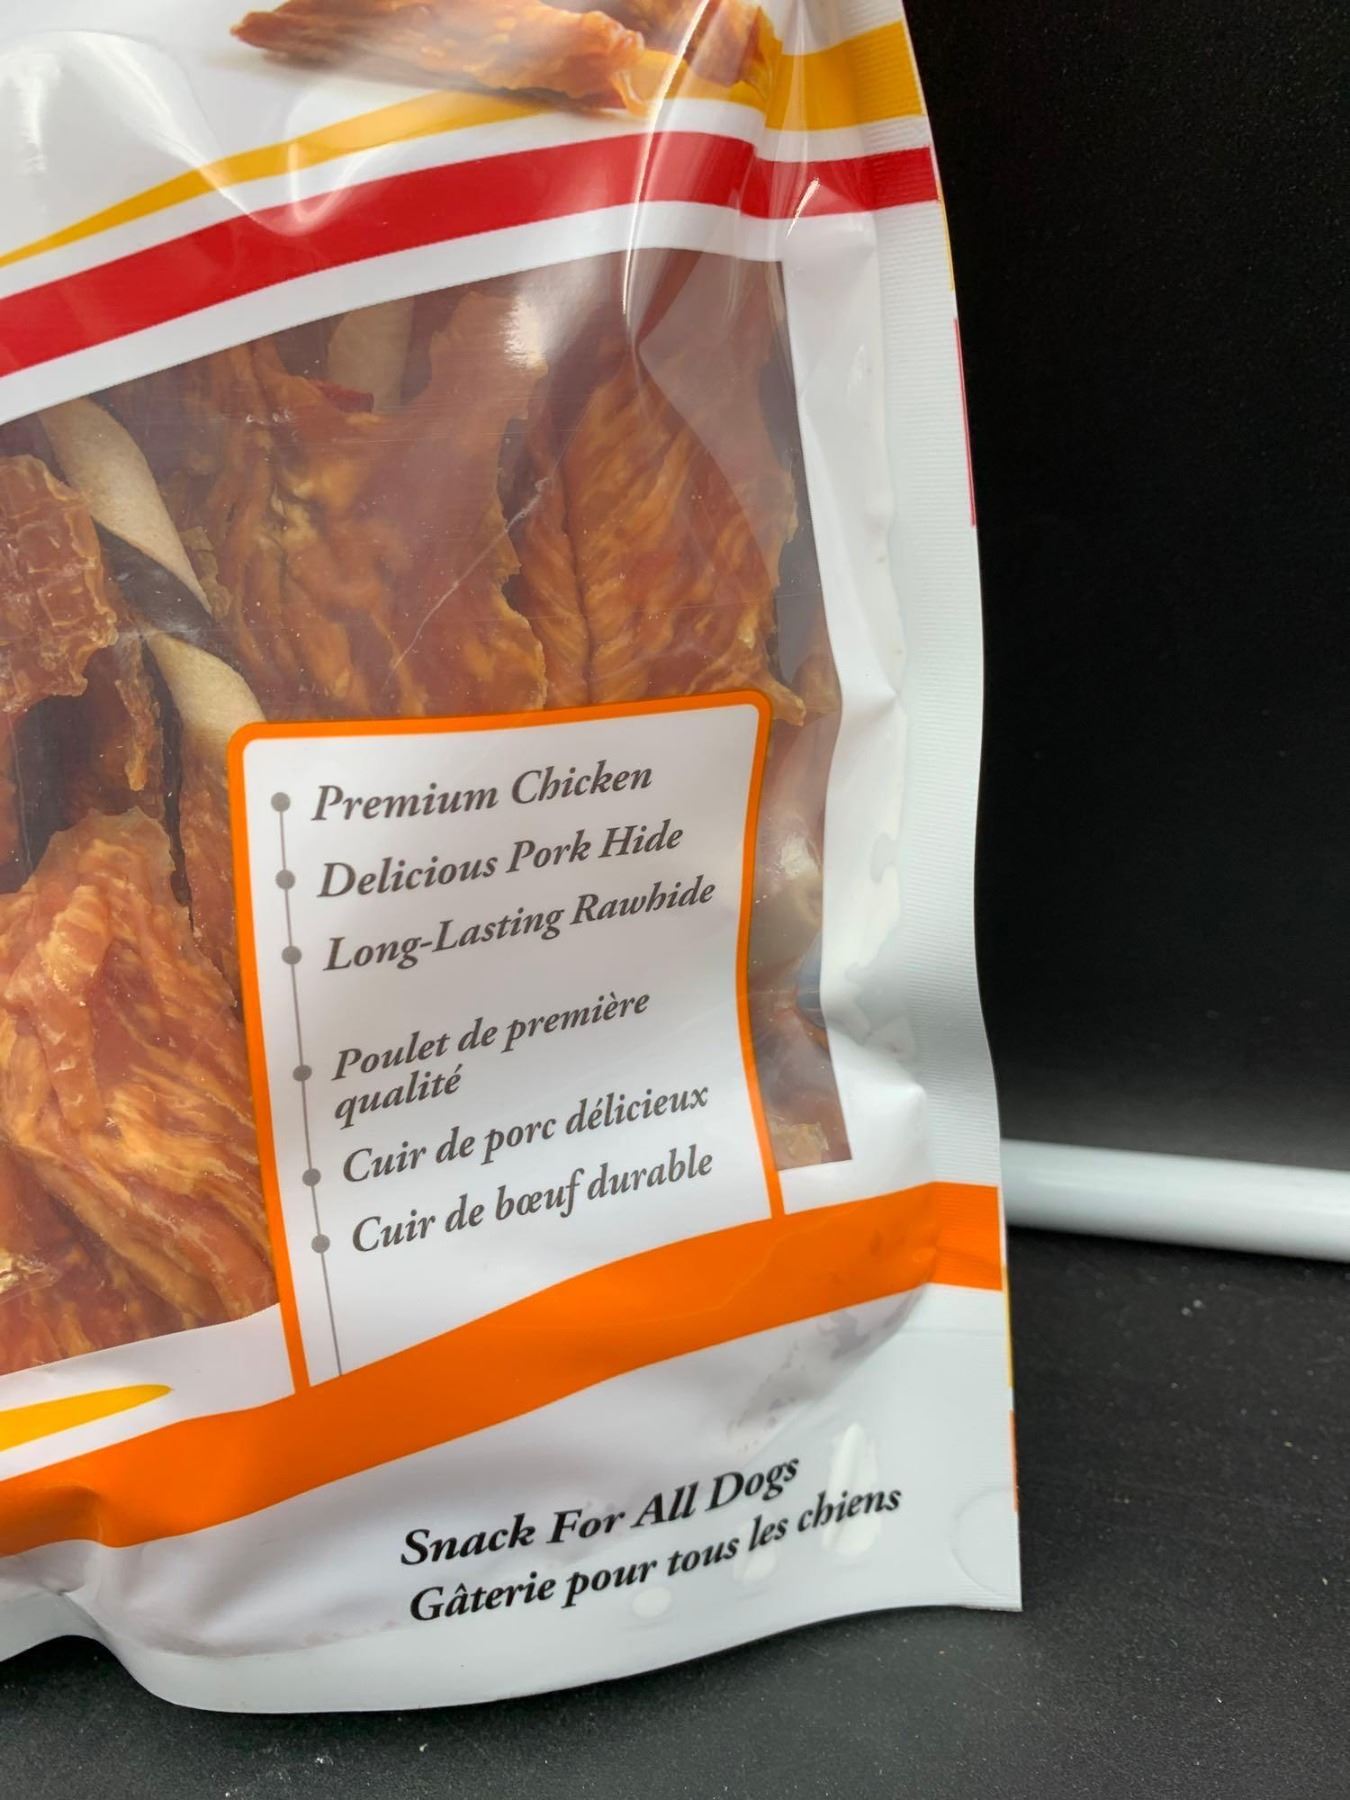 Premium Chicken
Delicious Pork Hide
Long-Lasting Rawhide
Poulet de première
qualité
Cuir de porc délicieux
Cuir de bœuf durable
Snack For All Dogs
Gâterie pour tous les chiens